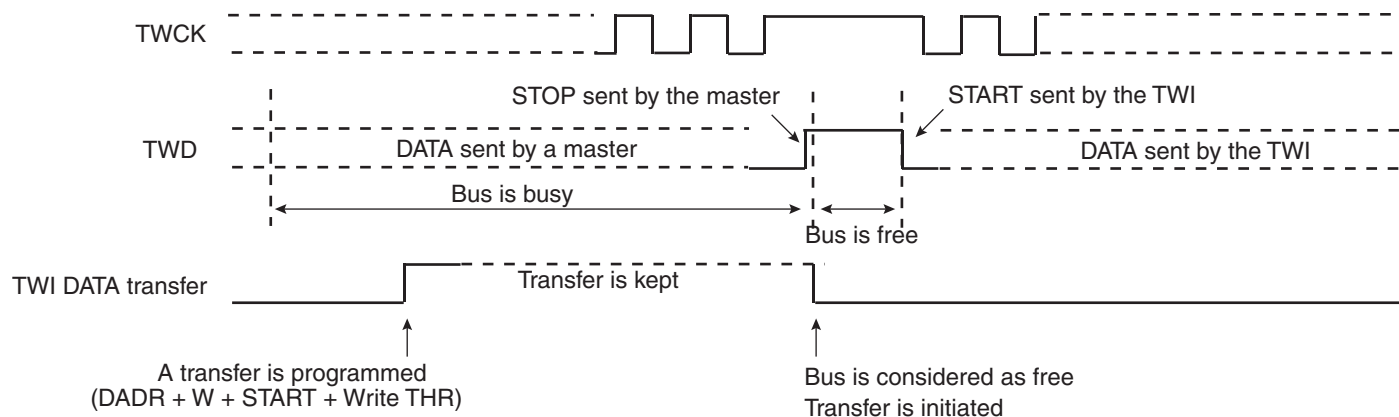 TWCK
STOP sent by the master
START sent by the TWI
TWD
DATA sent by a master
DATA sent by the TWI
Bus is busy
Bus is free
TWI DATA transfer
Transfer is kept
A transfer is programmed
(DADR + W + START + Write THR)
Bus is considered as free
Transfer is initiated